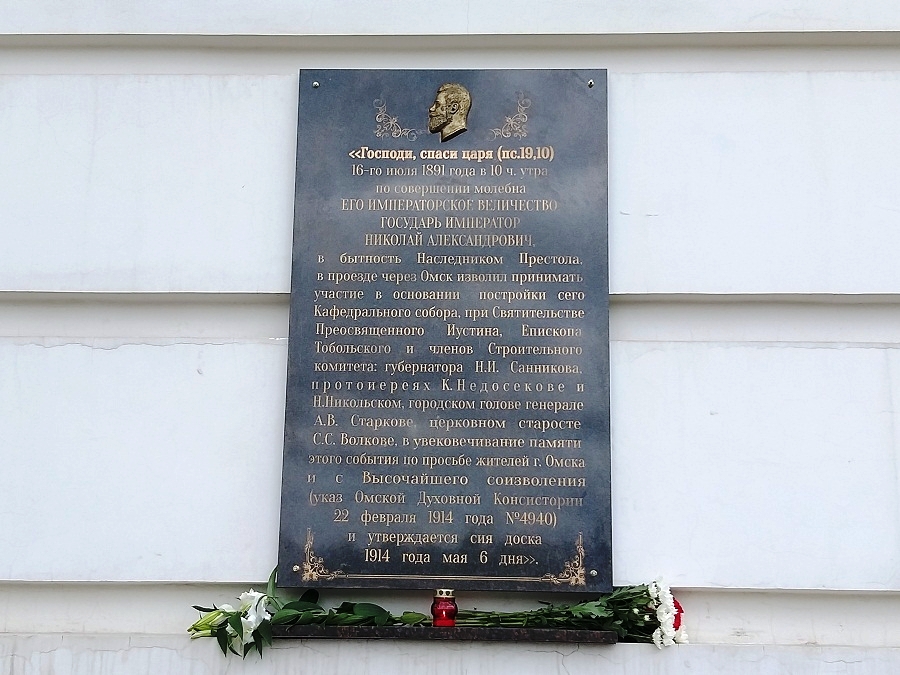 <<Господи, спаси царя (пс.19,10)
16-го июля 1891 года в 10 ч. утра
по совершении молебна
ЕГО ИМПЕРАТОРСКОЕ ВЕЛИЧЕСТВО
ГОСУДАРЬ ИМПЕРАТОР
НИКОЛАЙ АЛЕКСАНДРОВИЧ,
в бытность Наследником Престола,
в проезде через Омск изволил принимать
участие в основании постройки сего
Кафедрального собора, при Святительстве
Преосвященного Иустина, Епископа
Тобольского и членов Строительного
комитета: губернатора Н.И. Санникова,
протоиереях К.Недосекове и
Н.Никольском, городском голове генерале
А.В. Старкове, церковном старосте
С.С. Волкове, в увековечивание памяти
этого события по просьбе жителей г. Омска
и с Высочайшего соизволения
(указ Омской Духовной Консистории
22 февраля 1914 года №4940)
и утверждается сия доска
1914 года мая 6 дня>>.